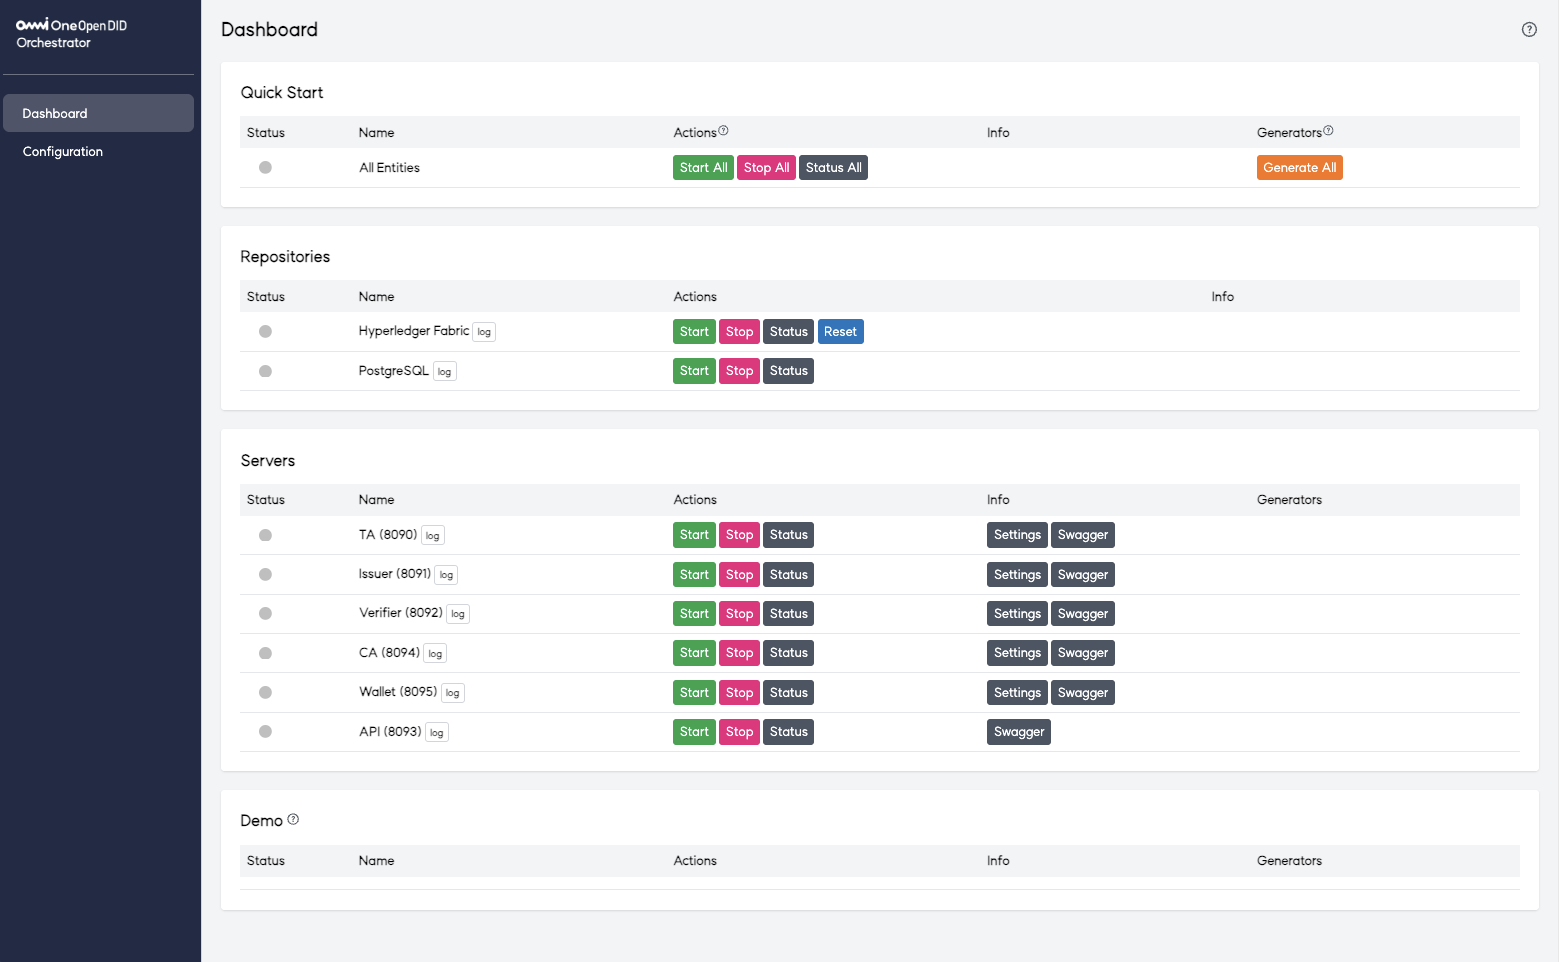 Omni OneOpen DID
Orchestrator
Dashboard
Configuration
Dashboard
Quick Start
Status Name Actions Info Generators
All Entities Start All Stop All Status All Generate All
Repositories
Status Name Actions Info
Hyperledger Fabric log Start Stop Status Reset
PostgreSQL log Start Stop Status
Servers
Status Name Actions Info Generators
TA (8090) log Start Stop Status Settings Swagger
Issuer (8091) log Start Stop Status Settings Swagger
Verifier (8092) log Start Stop Status Settings Swagger
CA (8094) log Start Stop Status Settings Swagger
Wallet (8095) log Start Stop Status Settings Swagger
API (8093) log Start Stop Status Swagger
Demo
Status Name Actions Info Generators